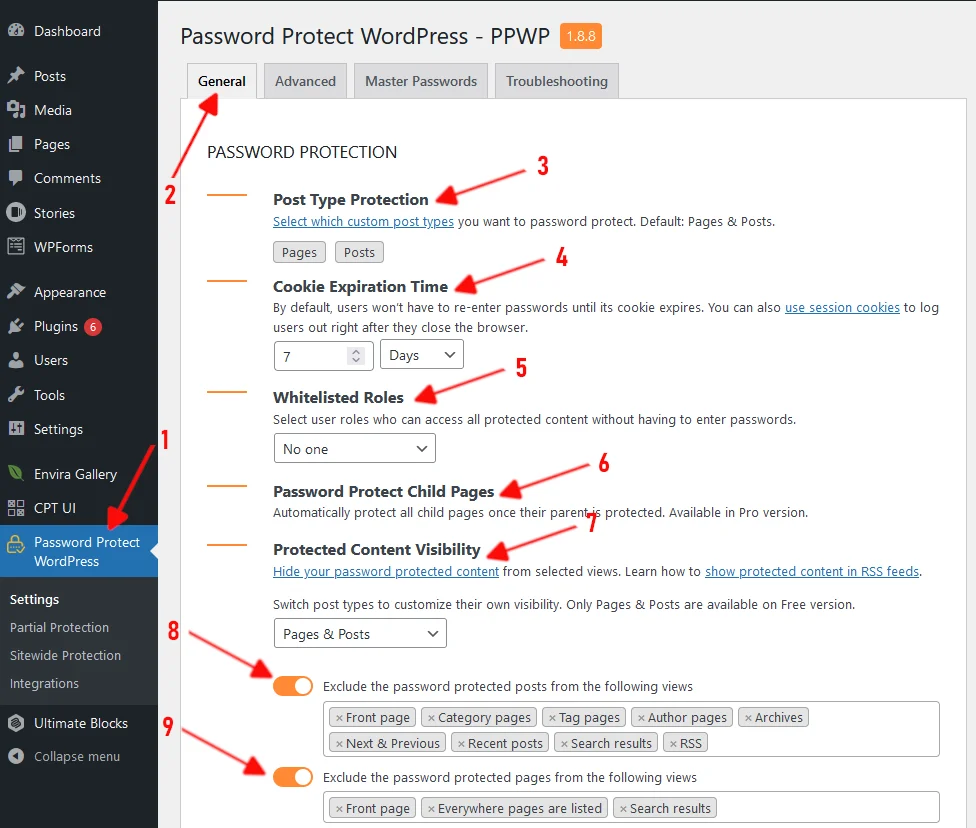 Dashboard
Posts
Media
Pages
Comments
Stories
WPForms
Appearance
Plugins 6
Users
Tools
Settings
Envira Gallery
CPT UI
1
Password Protect
WordPress
Settings
Partial Protection
Sitewide Protection
Integrations
Ultimate Blocks
Collapse menu
Password Protect WordPress - PPWP 1.8.8
General Advanced Master Passwords Troubleshooting
2
PASSWORD PROTECTION
Post Type Protection 3
Select which custom post types you want to password protect. Default: Pages & Posts.
Pages Posts
Cookie Expiration Time 4
By default, users won't have to re-enter passwords until its cookie expires. You can also use session cookies to log
users out right after they close the browser.
7 Days
Whitelisted Roles 5
Select user roles who can access all protected content without having to enter passwords.
No one
Password Protect Child Pages 6
Automatically protect all child pages once their parent is protected. Available in Pro version.
Protected Content Visibility 7
Hide your password protected content from selected views. Learn how to show protected content in RSS feeds.
Switch post types to customize their own visibility. Only Pages & Posts are available on Free version.
Pages & Posts
8
Exclude the password protected posts from the following views
× Front page × Category pages × Tag pages × Author pages × Archives
× Next & Previous × Recent posts × Search results × RSS
9
Exclude the password protected pages from the following views
× Front page × Everywhere pages are listed × Search results